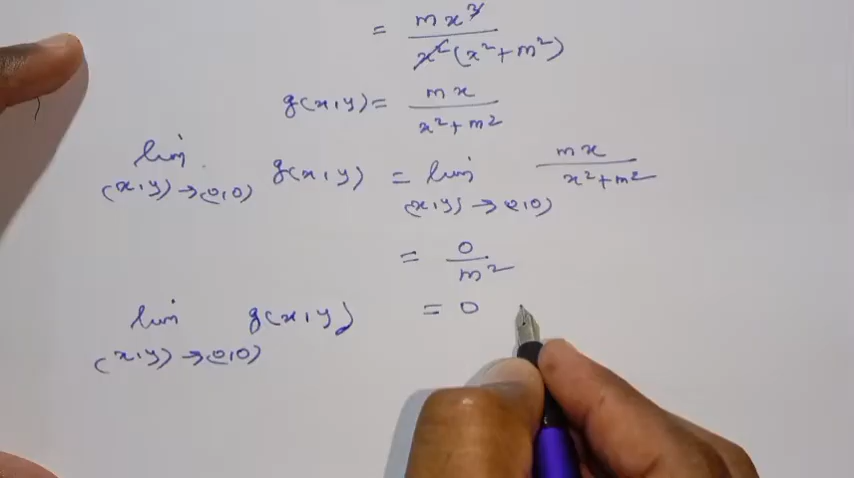 = mx³ / x²(x²+m²)
g(x,y) = mx / x²+m²
lim (x,y)→(0,0) g(x,y) = lim (x,y)→(0,0) mx / x²+m²
= 0 / m²
lim (x,y)→(0,0) g(x,y) = 0